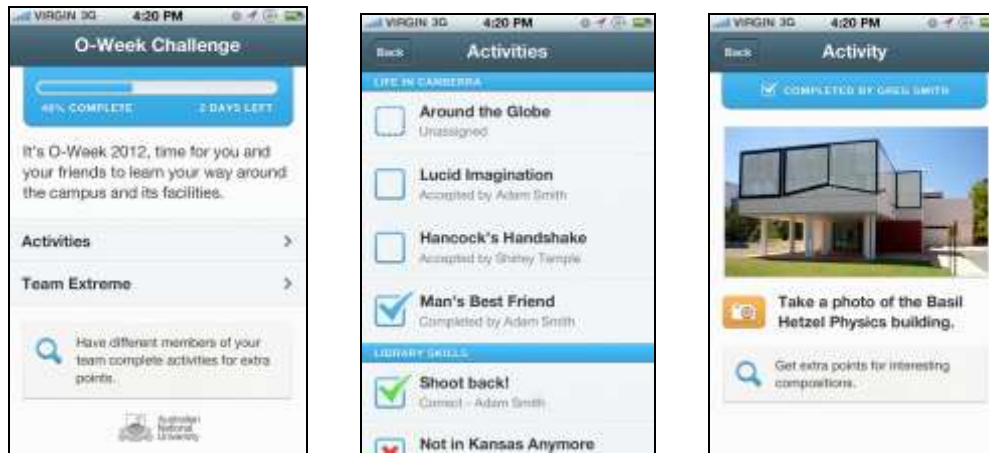 VIRGIN 3G 4:20 PM
O-Week Challenge
40% COMPLETE 2 DAYS LEFT
It's O-Week 2012, time for you and
your friends to learn your way around
the campus and its facilities.
Activities
Team Extreme
Have different members of your
team complete activities for extra
points.
Australian
National
University
VIRGIN 3G 4:20 PM
Back Activities
LIFE IN CANBERRA
Around the Globe
Unassigned
Lucid Imagination
Accepted by Adam Smith
Hancock's Handshake
Accepted by Shirley Temple
Man's Best Friend
Completed by Adam Smith
LIBRARY SKILLS
Shoot back!
Correct - Adam Smith
Not in Kansas Anymore
VIRGIN 3G 4:20 PM
Back Activity
COMPLETED BY GREG SMITH
Take a photo of the Basil
Hetzel Physics building.
Get extra points for interesting
compositions.